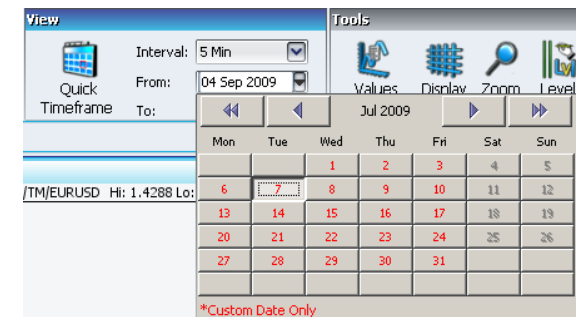 View
Tools
Interval: 5 Min
From: 04 Sep 2009
Quick
Timeframe
To:
Values Display Zoom Level
Jul 2009
Mon Tue Wed Thu Fri Sat Sun
1 2 3 4 5
/TM/EURUSD Hi: 1.4288 Lo:
6 7 8 9 10 11 12
13 14 15 16 17 18 19
20 21 22 23 24 25 26
27 28 29 30 31
*Custom Date Only